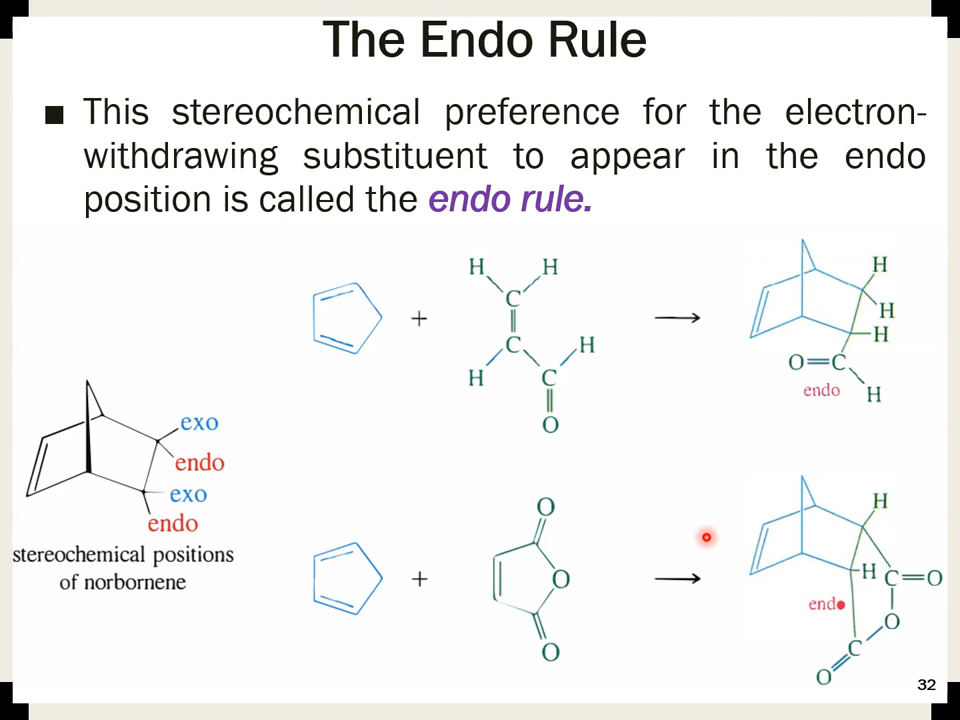 The Endo Rule
■ This stereochemical preference for the electron-
withdrawing substituent to appear in the endo
position is called the endo rule.
exo
endo
exo
endo
stereochemical positions
of norbornene
+
H H
C
C H
H C
O
H
H
H
O=C
endo H
+
O
O
O
H
H C=O
endo
O
C
O
32